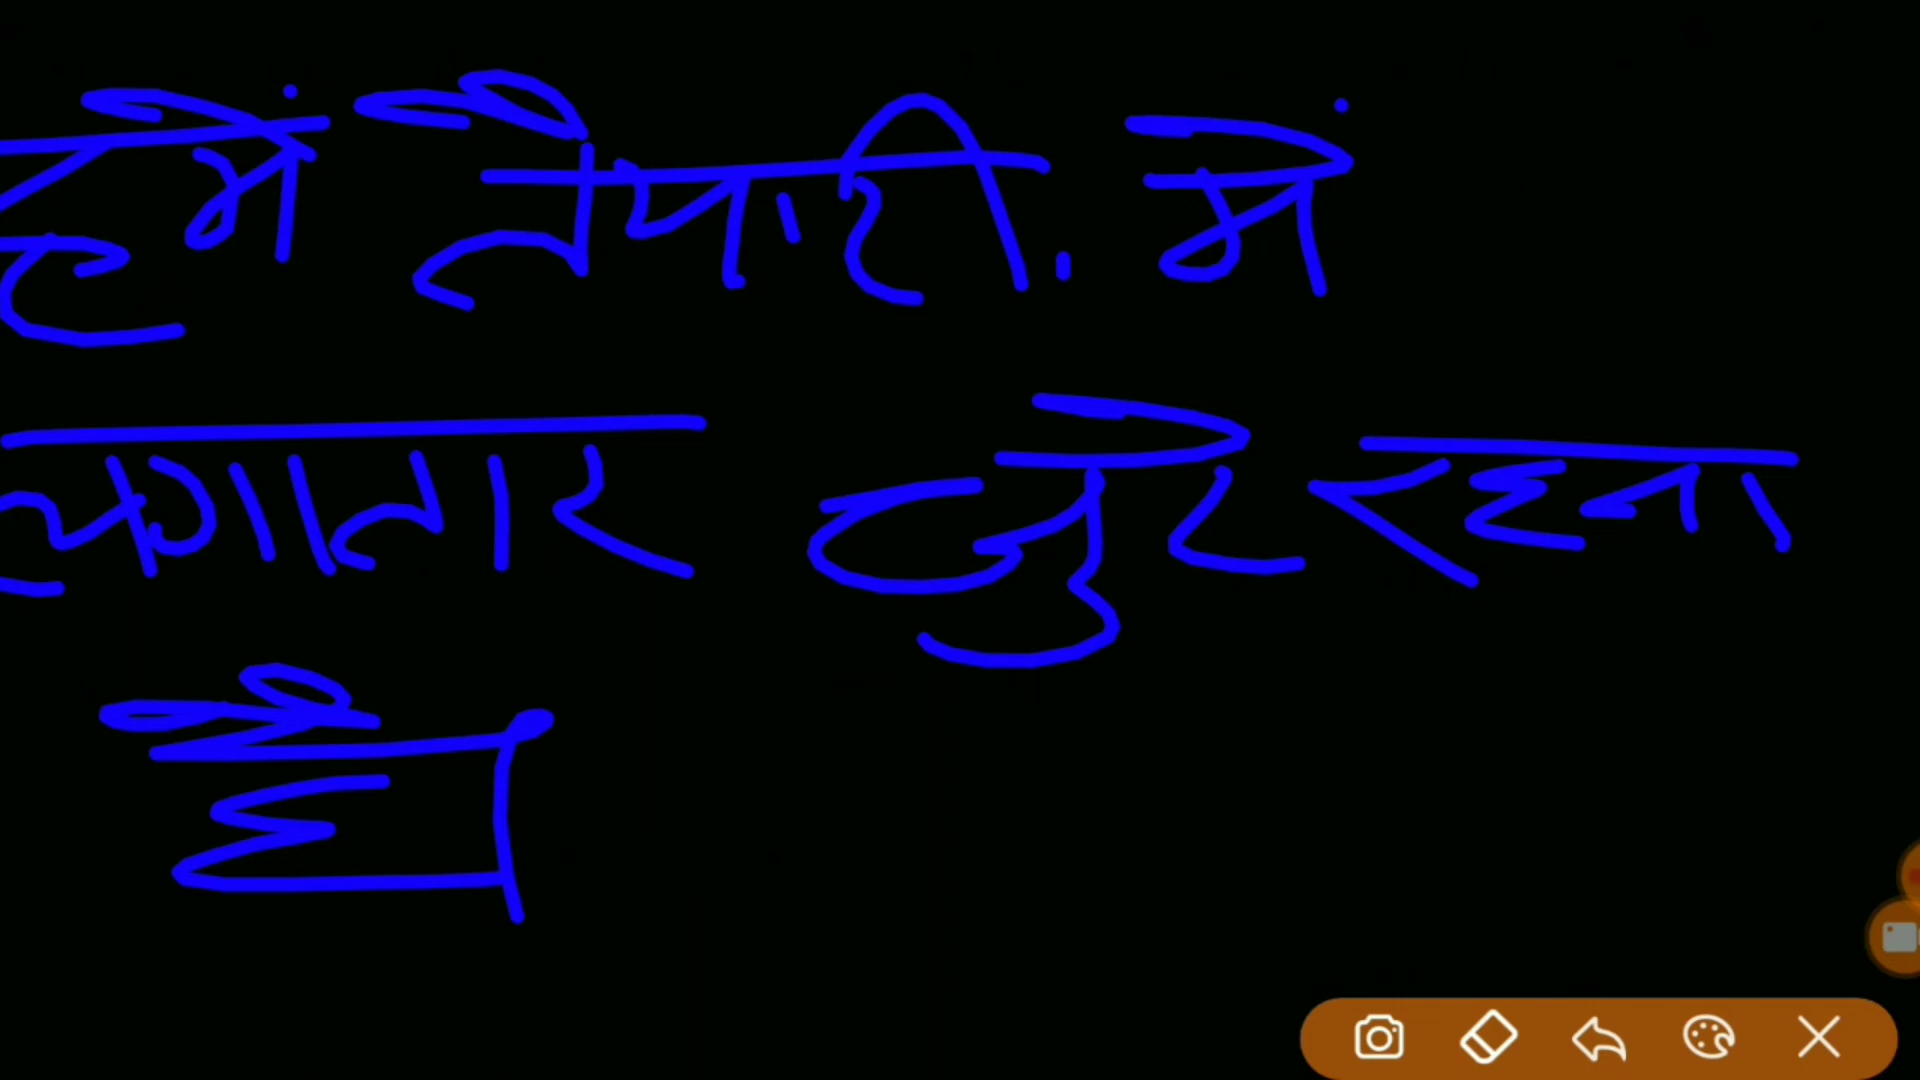 हमें तैयारी में
लगातार जुटे रहना
है।